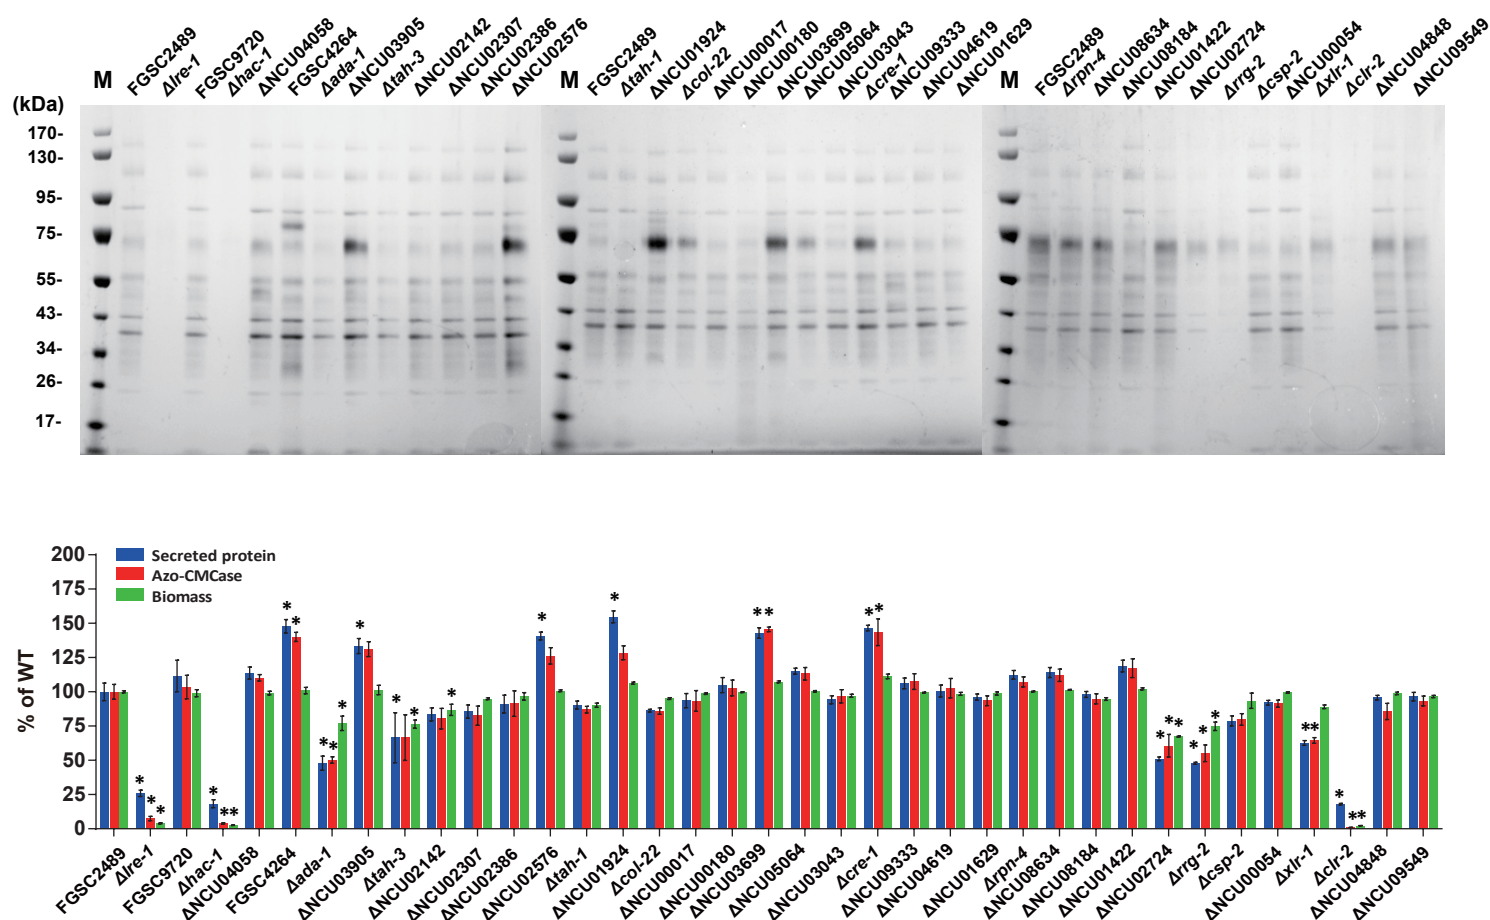 M FGSC2489 Δlre-1 FGSC9720 Δhac-1 ΔNCU04058 FGSC4264 Δada-1 ΔNCU03905 Δtah-3 ΔNCU02142 ΔNCU02307 ΔNCU02386 ΔNCU02576
M FGSC2489 Δtah-1 ΔNCU01924 Δcol-22 ΔNCU00017 ΔNCU00180 ΔNCU03699 ΔNCU05064 ΔNCU03043 Δcre-1 ΔNCU09333 ΔNCU04619 ΔNCU01629
M FGSC2489 Δrpn-4 ΔNCU08634 ΔNCU08184 ΔNCU01422 ΔNCU02724 Δrrg-2 Δcsp-2 ΔNCU00054 Δxlr-1 Δclr-2 ΔNCU04848 ΔNCU09549
(kDa)
170-
130-
95-
75-
55-
43-
34-
26-
17-
% of WT
200
175
150
125
100
75
50
25
0
Secreted protein
Azo-CMCase
Biomass
* * * * ** * * * * * * * * * * * ** * * * * * * * * ** * **
FGSC2489 Δlre-1 FGSC9720 Δhac-1 ΔNCU04058 FGSC4264 Δada-1 ΔNCU03905 Δtah-3 ΔNCU02142 ΔNCU02307 ΔNCU02386 ΔNCU02576 Δtah-1 ΔNCU01924 Δcol-22 ΔNCU00017 ΔNCU00180 ΔNCU03699 ΔNCU05064 ΔNCU03043 Δcre-1 ΔNCU09333 ΔNCU04619 ΔNCU01629 Δrpn-4 ΔNCU08634 ΔNCU08184 ΔNCU01422 ΔNCU02724 Δrrg-2 Δcsp-2 ΔNCU00054 Δxlr-1 Δclr-2 ΔNCU04848 ΔNCU09549